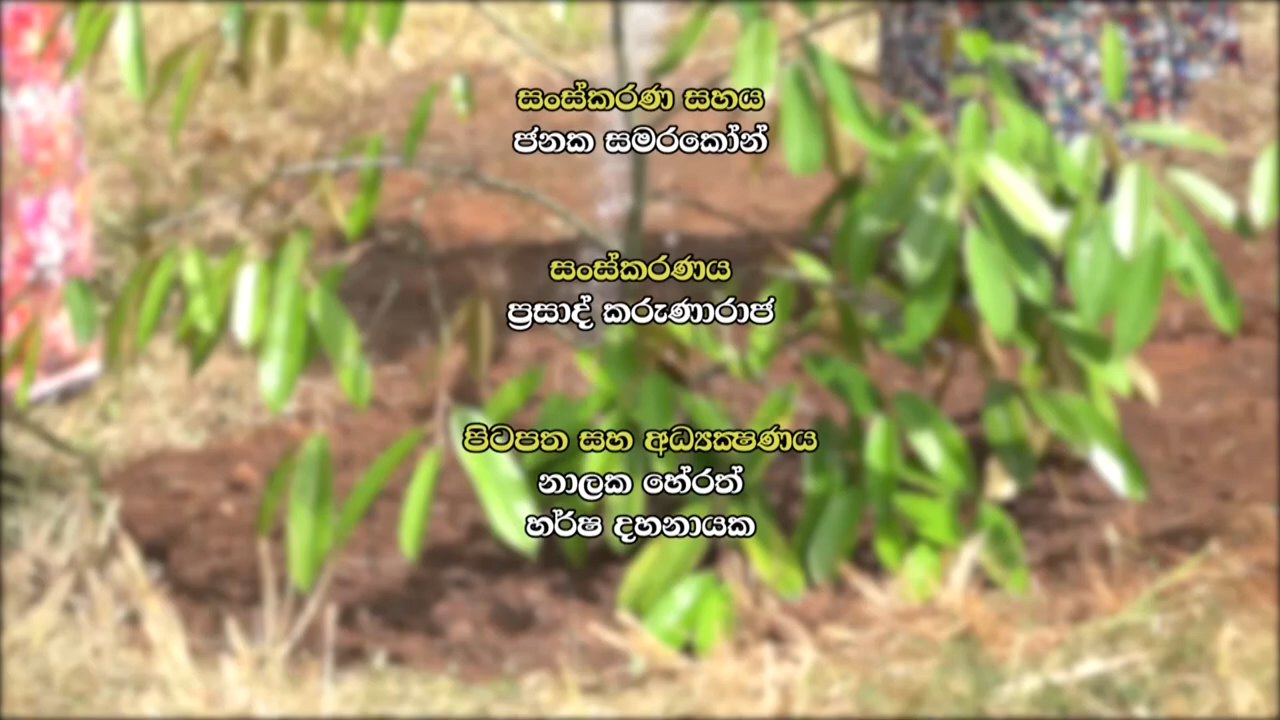 සංස්කරණ සහය
ජනක සමරකෝන්
සංස්කරණය
ප්‍රසාද් කරුණාරාජ
පිටපත සහ අධ්‍යක්ෂණය
නාලක හේරත්
හර්ෂ දහනායක